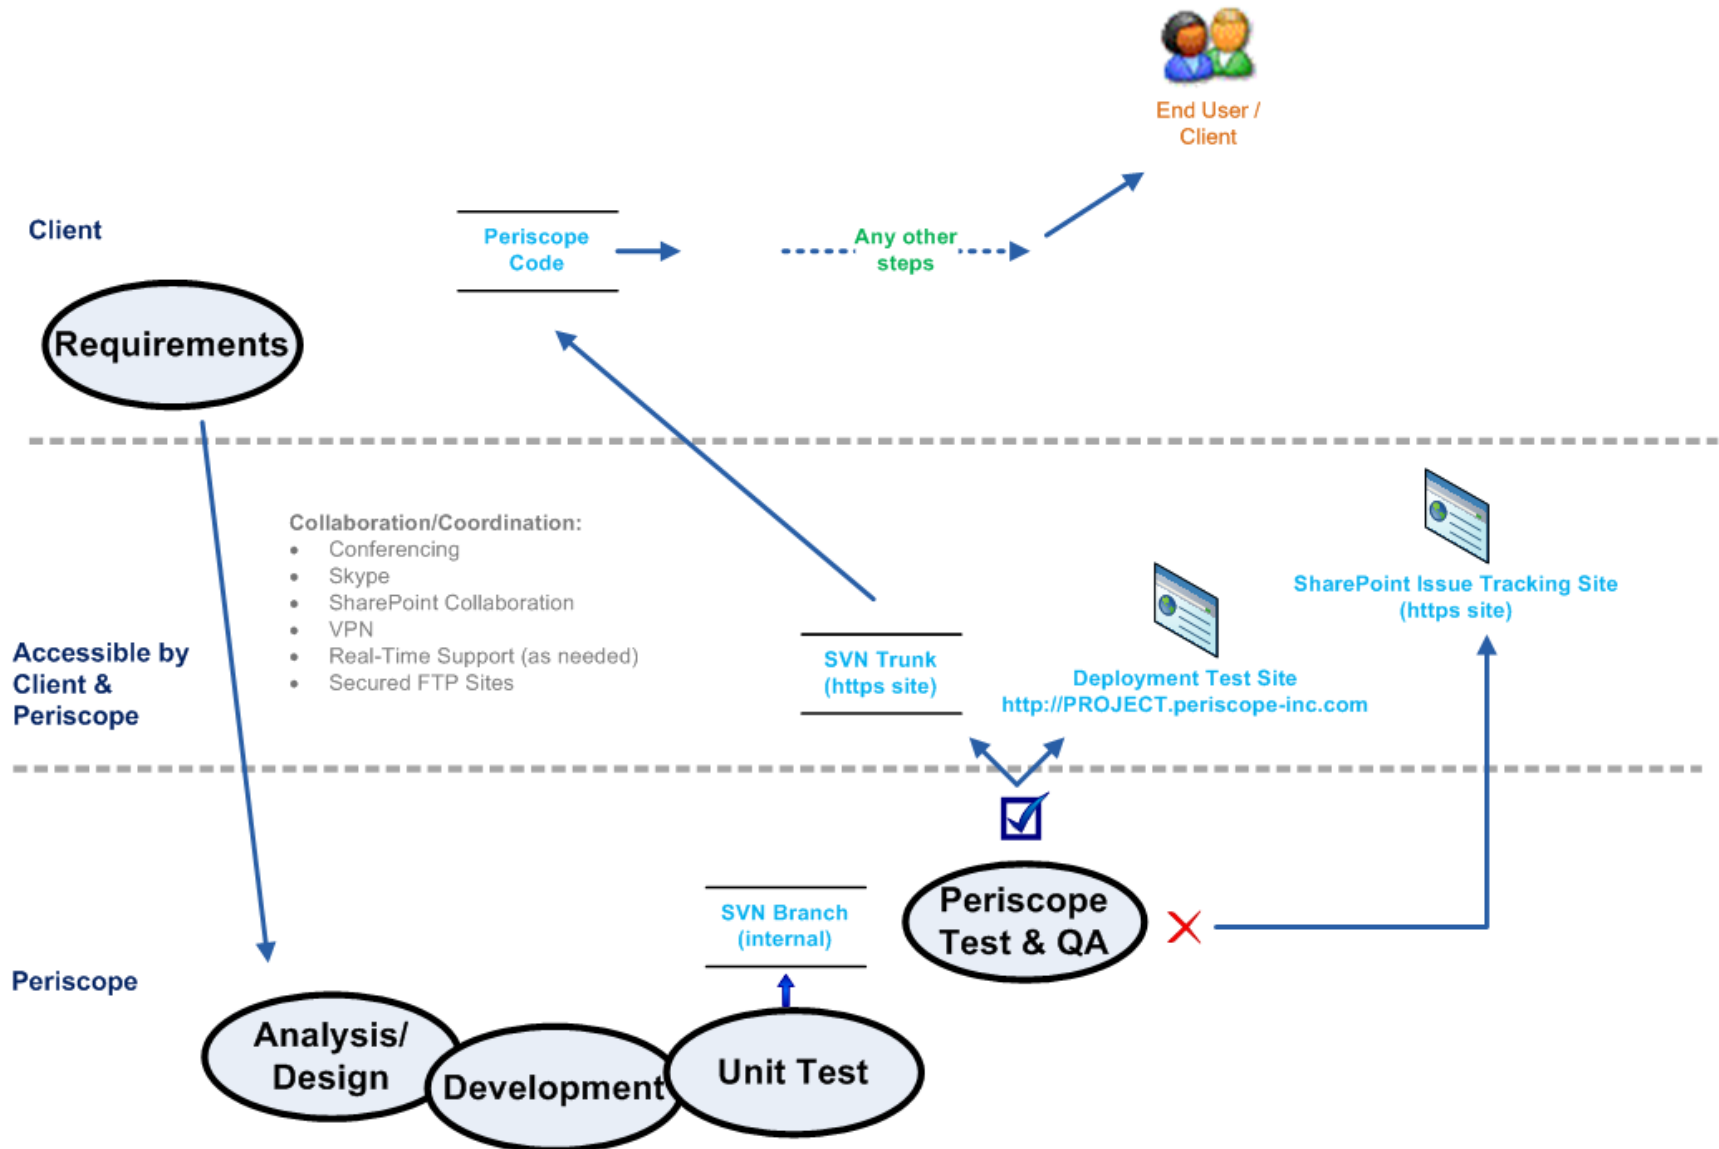 End User /
Client
Client
Periscope
Code
Any other
steps
Requirements
Collaboration/Coordination:
• Conferencing
• Skype
• SharePoint Collaboration
• VPN
• Real-Time Support (as needed)
• Secured FTP Sites
Accessible by
Client &
Periscope
SVN Trunk
(https site)
Deployment Test Site
http://PROJECT.periscope-inc.com
SharePoint Issue Tracking Site
(https site)
Periscope
SVN Branch
(internal)
Periscope
Test & QA
Analysis/
Design
Development
Unit Test